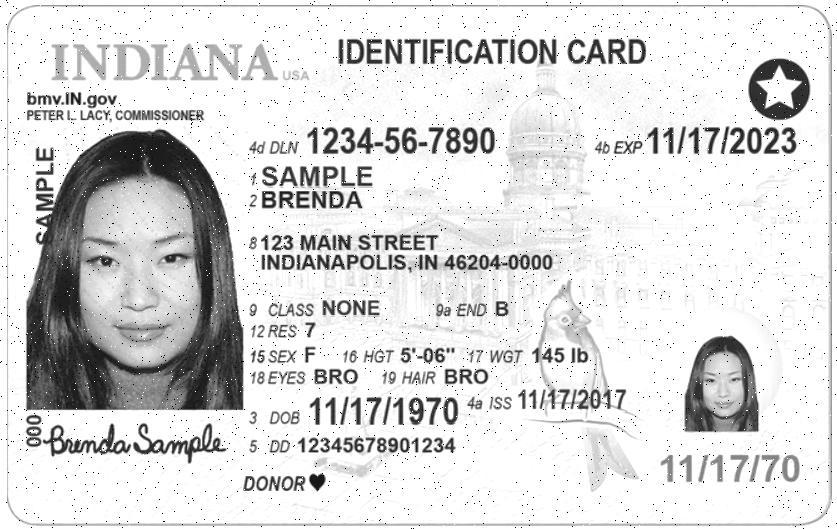 INDIANA USA
IDENTIFICATION CARD
bmv.IN.gov
PETER L. LACY, COMMISSIONER
4d DLN 1234-56-7890
4b EXP 11/17/2023
SAMPLE
1 SAMPLE
2 BRENDA
8 123 MAIN STREET
INDIANAPOLIS, IN 46204-0000
9 CLASS NONE 9a END B
12 RES 7
15 SEX F 16 HGT 5'-06" 17 WGT 145 lb
18 EYES BRO 19 HAIR BRO
3 DOB 11/17/1970 4a ISS 11/17/2017
000
Brenda Sample
5 DD 12345678901234
11/17/70
DONOR